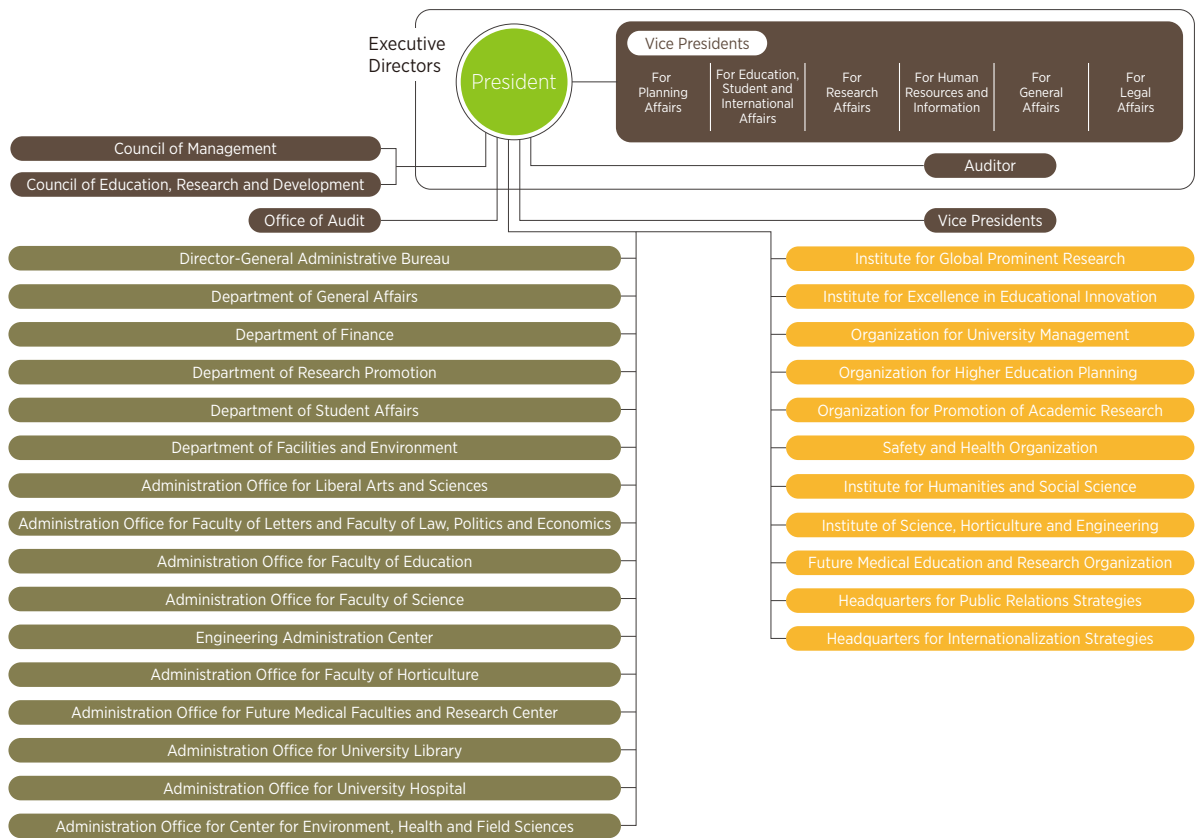 Executive
Directors
President
Vice Presidents
For
Planning
Affairs
For Education,
Student and
International
Affairs
For
Research
Affairs
For Human
Resources and
Information
For
General
Affairs
For
Legal
Affairs
Council of Management
Council of Education, Research and Development
Auditor
Office of Audit
Vice Presidents
Director-General Administrative Bureau
Department of General Affairs
Department of Finance
Department of Research Promotion
Department of Student Affairs
Department of Facilities and Environment
Administration Office for Liberal Arts and Sciences
Administration Office for Faculty of Letters and Faculty of Law, Politics and Economics
Administration Office for Faculty of Education
Administration Office for Faculty of Science
Engineering Administration Center
Administration Office for Faculty of Horticulture
Administration Office for Future Medical Faculties and Research Center
Administration Office for University Library
Administration Office for University Hospital
Administration Office for Center for Environment, Health and Field Sciences
Institute for Global Prominent Research
Institute for Excellence in Educational Innovation
Organization for University Management
Organization for Higher Education Planning
Organization for Promotion of Academic Research
Safety and Health Organization
Institute for Humanities and Social Science
Institute of Science, Horticulture and Engineering
Future Medical Education and Research Organization
Headquarters for Public Relations Strategies
Headquarters for Internationalization Strategies